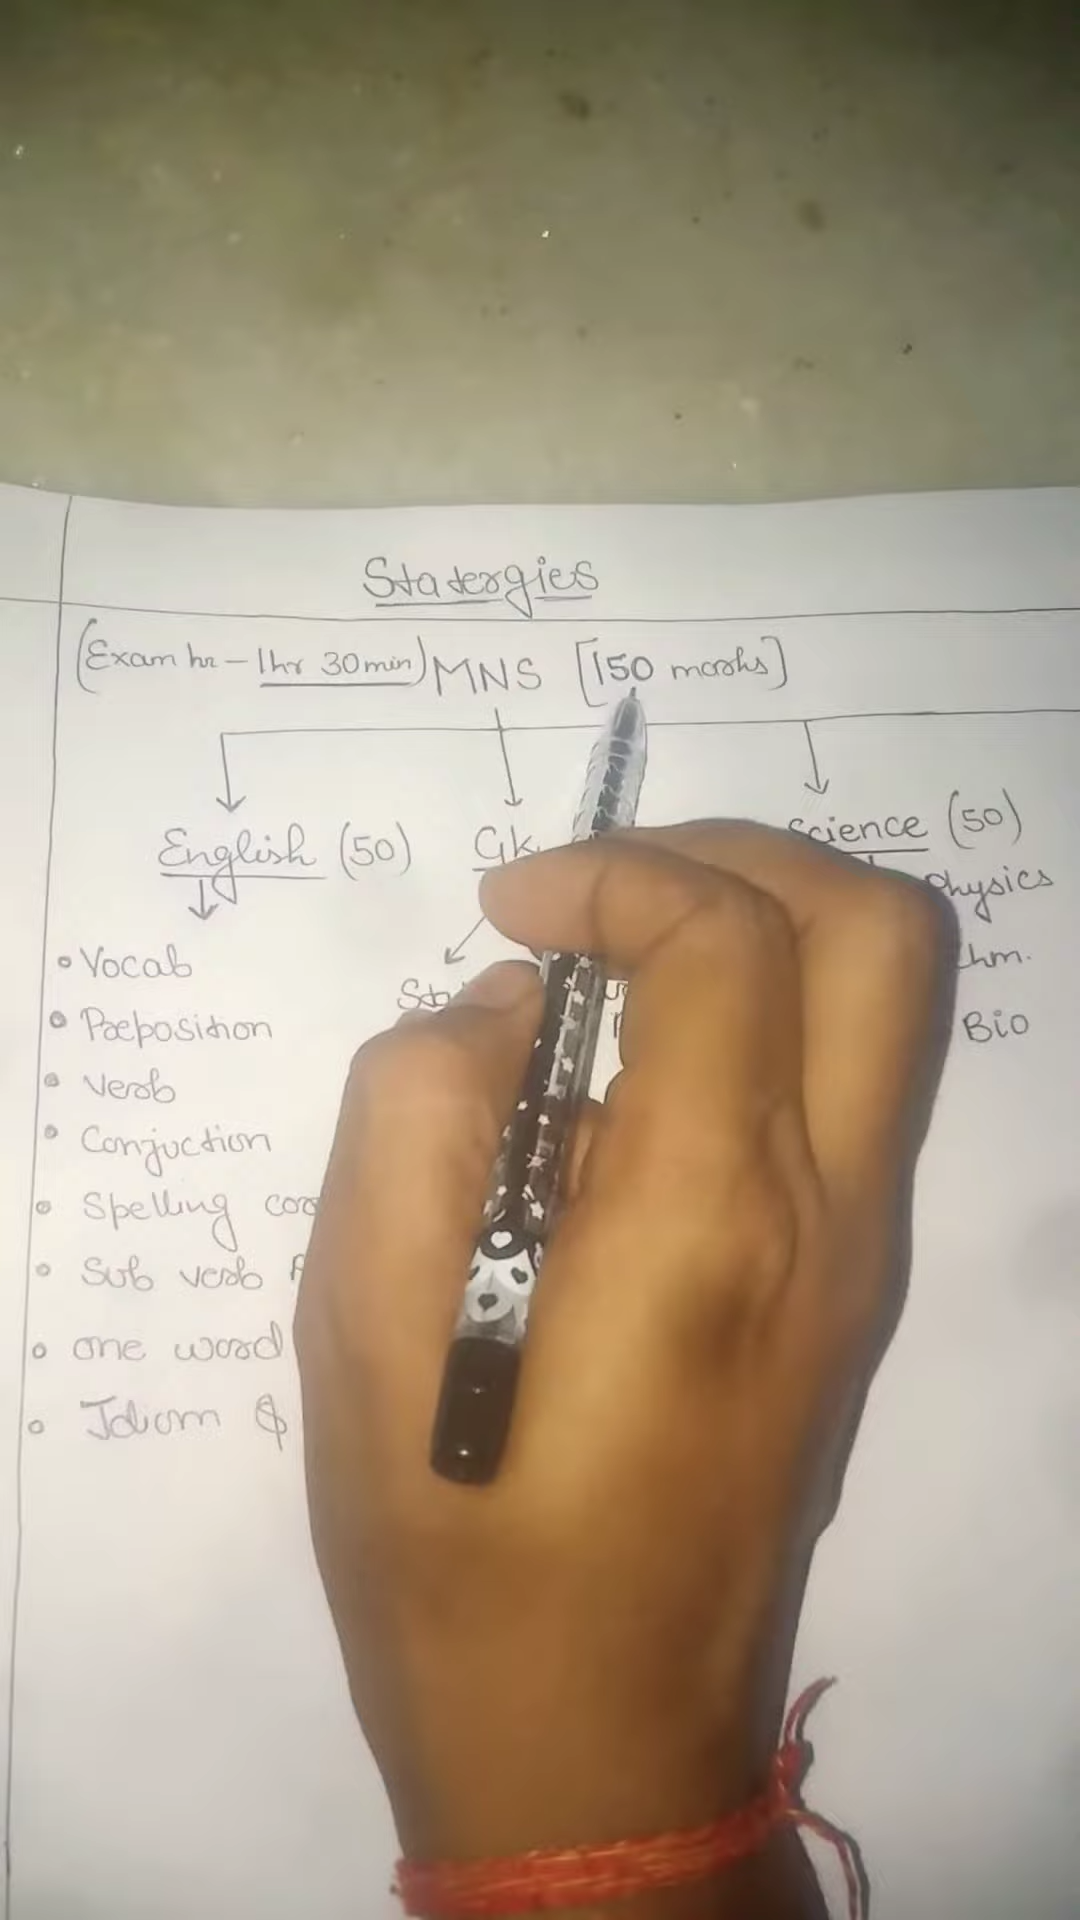 Statergies
(Exam hr - 1hr 30min) MNS [150 marks]
English (50) Gk Science (50)
Physics
• Vocab
Chm.
• Preposition
Bio
• Verb
• Conjuction
• Spelling
• Sub verb
• one word
• Idiom &